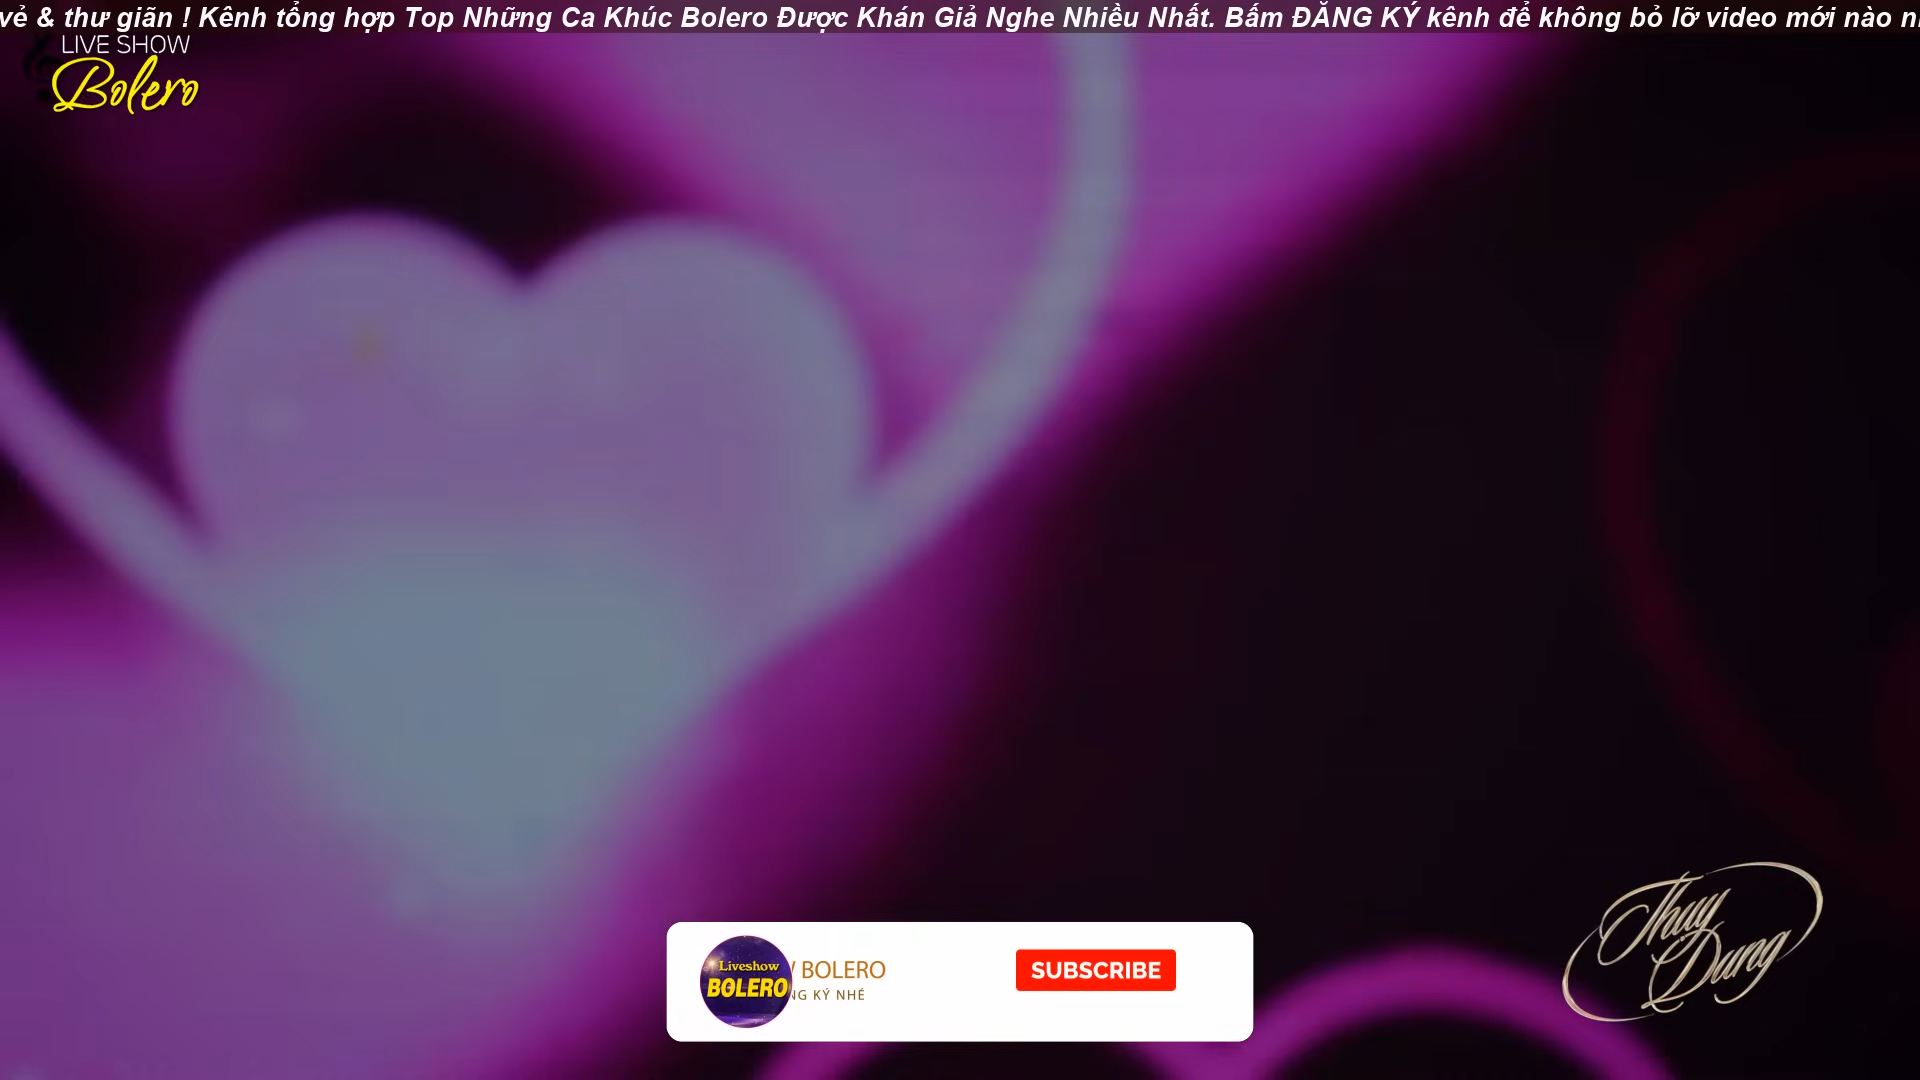 vẻ & thư giãn ! Kênh tổng hợp Top Những Ca Khúc Bolero Được Khán Giả Nghe Nhiều Nhất. Bấm ĐĂNG KÝ kênh để không bỏ lỡ video mới nào
LIVE SHOW
Bolero
Liveshow
BOLERO
BOLERO
KÝ NHÉ
SUBSCRIBE
Thuy
Dung